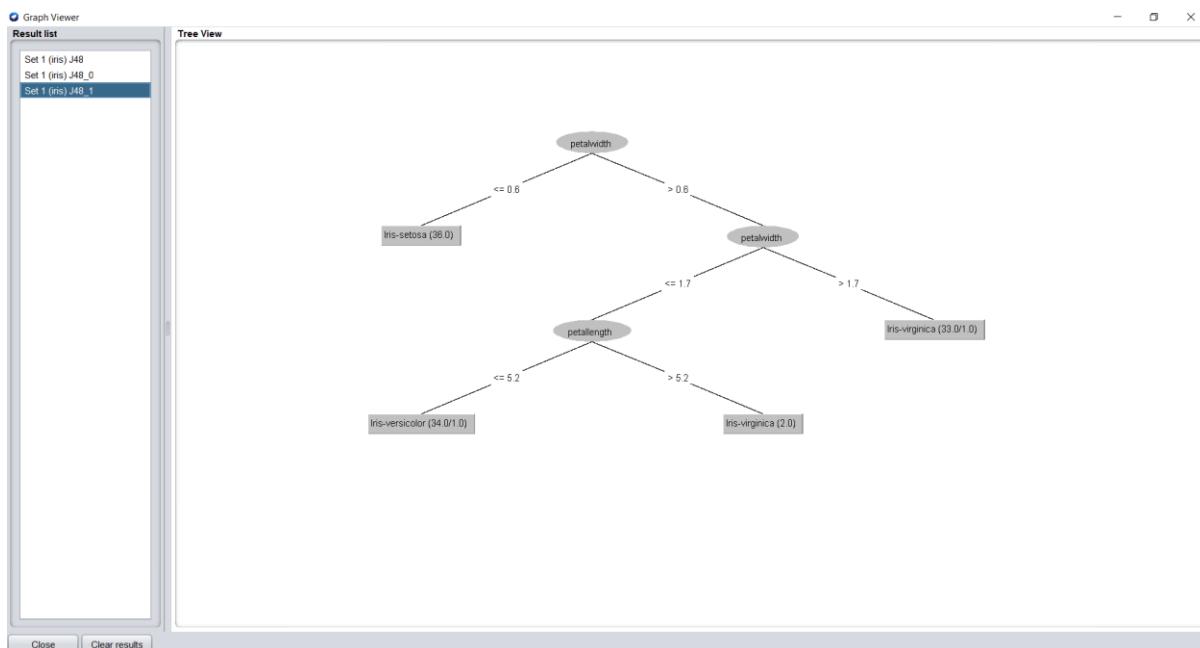 Graph Viewer
Result list
Tree View
Set 1 (iris) J48
Set 1 (iris) J48_0
Set 1 (iris) J48_1
petalwidth
<= 0.6
> 0.6
Iris-setosa (36.0)
petalwidth
<= 1.7
> 1.7
petallength
Iris-virginica (33.0/1.0)
<= 5.2
> 5.2
Iris-versicolor (34.0/1.0)
Iris-virginica (2.0)
Close
Clear results